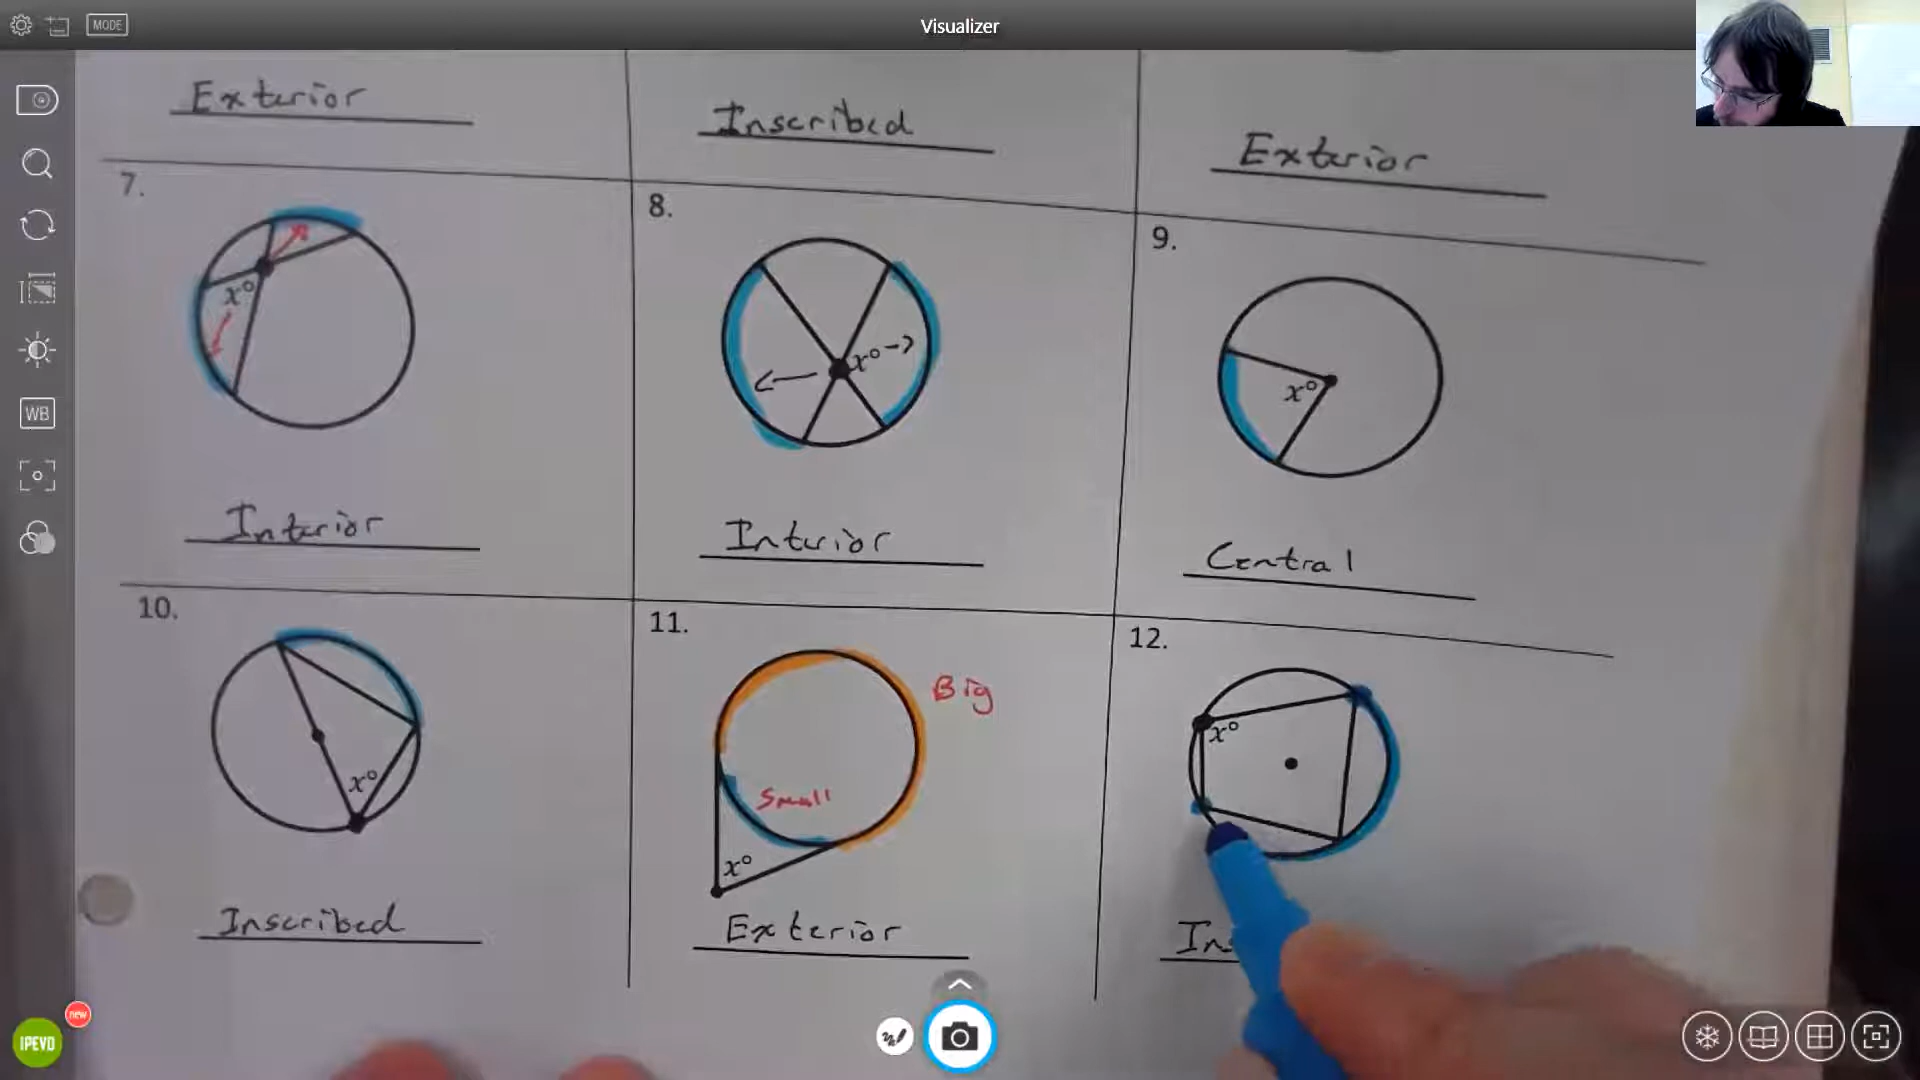 MODE
Visualizer
Exterior
Inscribed
Exterior
7.
x°
Interior
8.
x°
Interior
9.
x°
Central
WB
10.
x°
Inscribed
11.
Big
Small
x°
Exterior
12.
x°
new
IPEVO